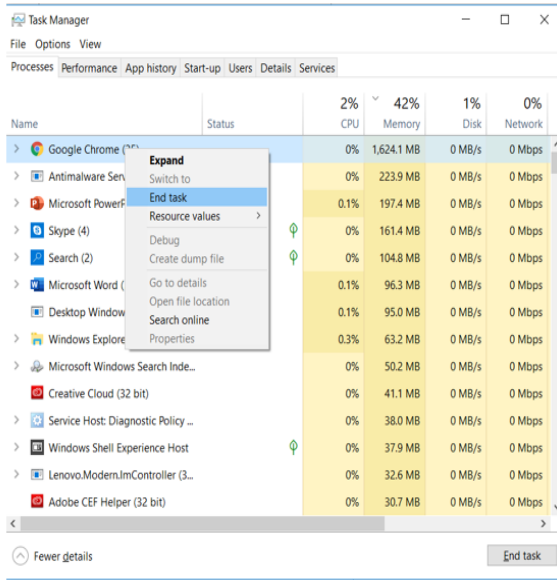 Task Manager
File Options View
Processes Performance App history Start-up Users Details Services
2% 42% 1% 0%
Name Status CPU Memory Disk Network
Google Chrome 0% 1,624.1 MB 0 MB/s 0 Mbps
Expand
Antimalware 0% 223.9 MB 0 MB/s 0 Mbps
Switch to
End task
Microsoft 0.1% 197.4 MB 0 MB/s 0 Mbps
Resource values
Skype (4) 0% 161.4 MB 0 MB/s 0 Mbps
Debug
Search (2) 0% 104.8 MB 0 MB/s 0 Mbps
Create dump file
Microsoft Word ( 0.1% 96.3 MB 0 MB/s 0 Mbps
Go to details
Open file location
Desktop Window 0.1% 95.0 MB 0 MB/s 0 Mbps
Search online
Windows Explore 0.3% 63.2 MB 0 MB/s 0 Mbps
Properties
Microsoft Windows Search Inde... 0% 50.2 MB 0 MB/s 0 Mbps
Creative Cloud (32 bit) 0% 41.1 MB 0 MB/s 0 Mbps
Service Host: Diagnostic Policy ... 0% 38.0 MB 0 MB/s 0 Mbps
Windows Shell Experience Host 0% 37.9 MB 0 MB/s 0 Mbps
Lenovo.Modern.ImController (3... 0% 32.6 MB 0 MB/s 0 Mbps
Adobe CEF Helper (32 bit) 0% 30.7 MB 0 MB/s 0 Mbps
Fewer details End task